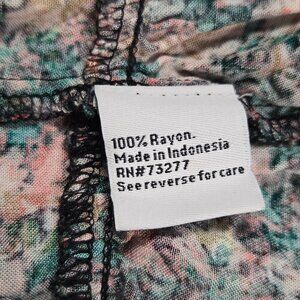 100% Rayon.
Made in Indonesia
RN#73277
See reverse for care